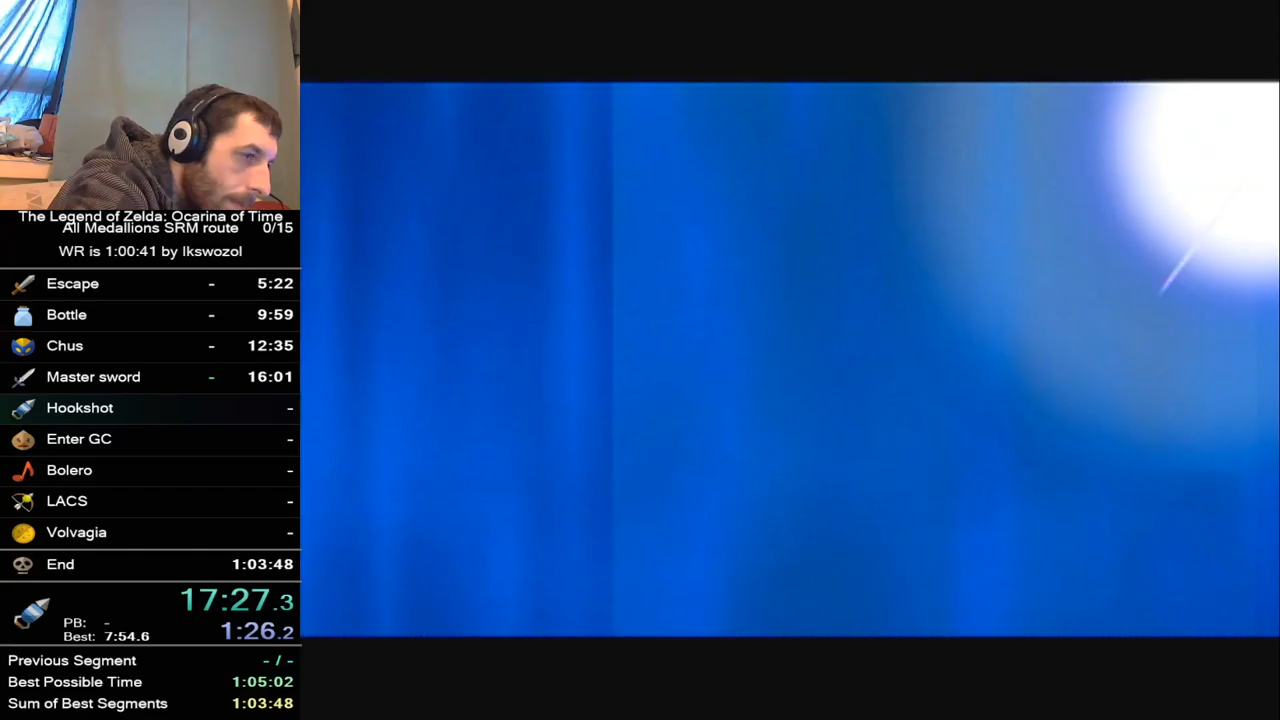 The Legend of Zelda: Ocarina of Time
All Medallions SRM route 0/15
WR is 1:00:41 by lkswozol
Escape - 5:22
Bottle - 9:59
Chus - 12:35
Master sword - 16:01
Hookshot -
Enter GC -
Bolero -
LACS -
Volvagia -
End 1:03:48
17:27.3
PB: -
Best: 7:54.6 1:26.2
Previous Segment - / -
Best Possible Time 1:05:02
Sum of Best Segments 1:03:48